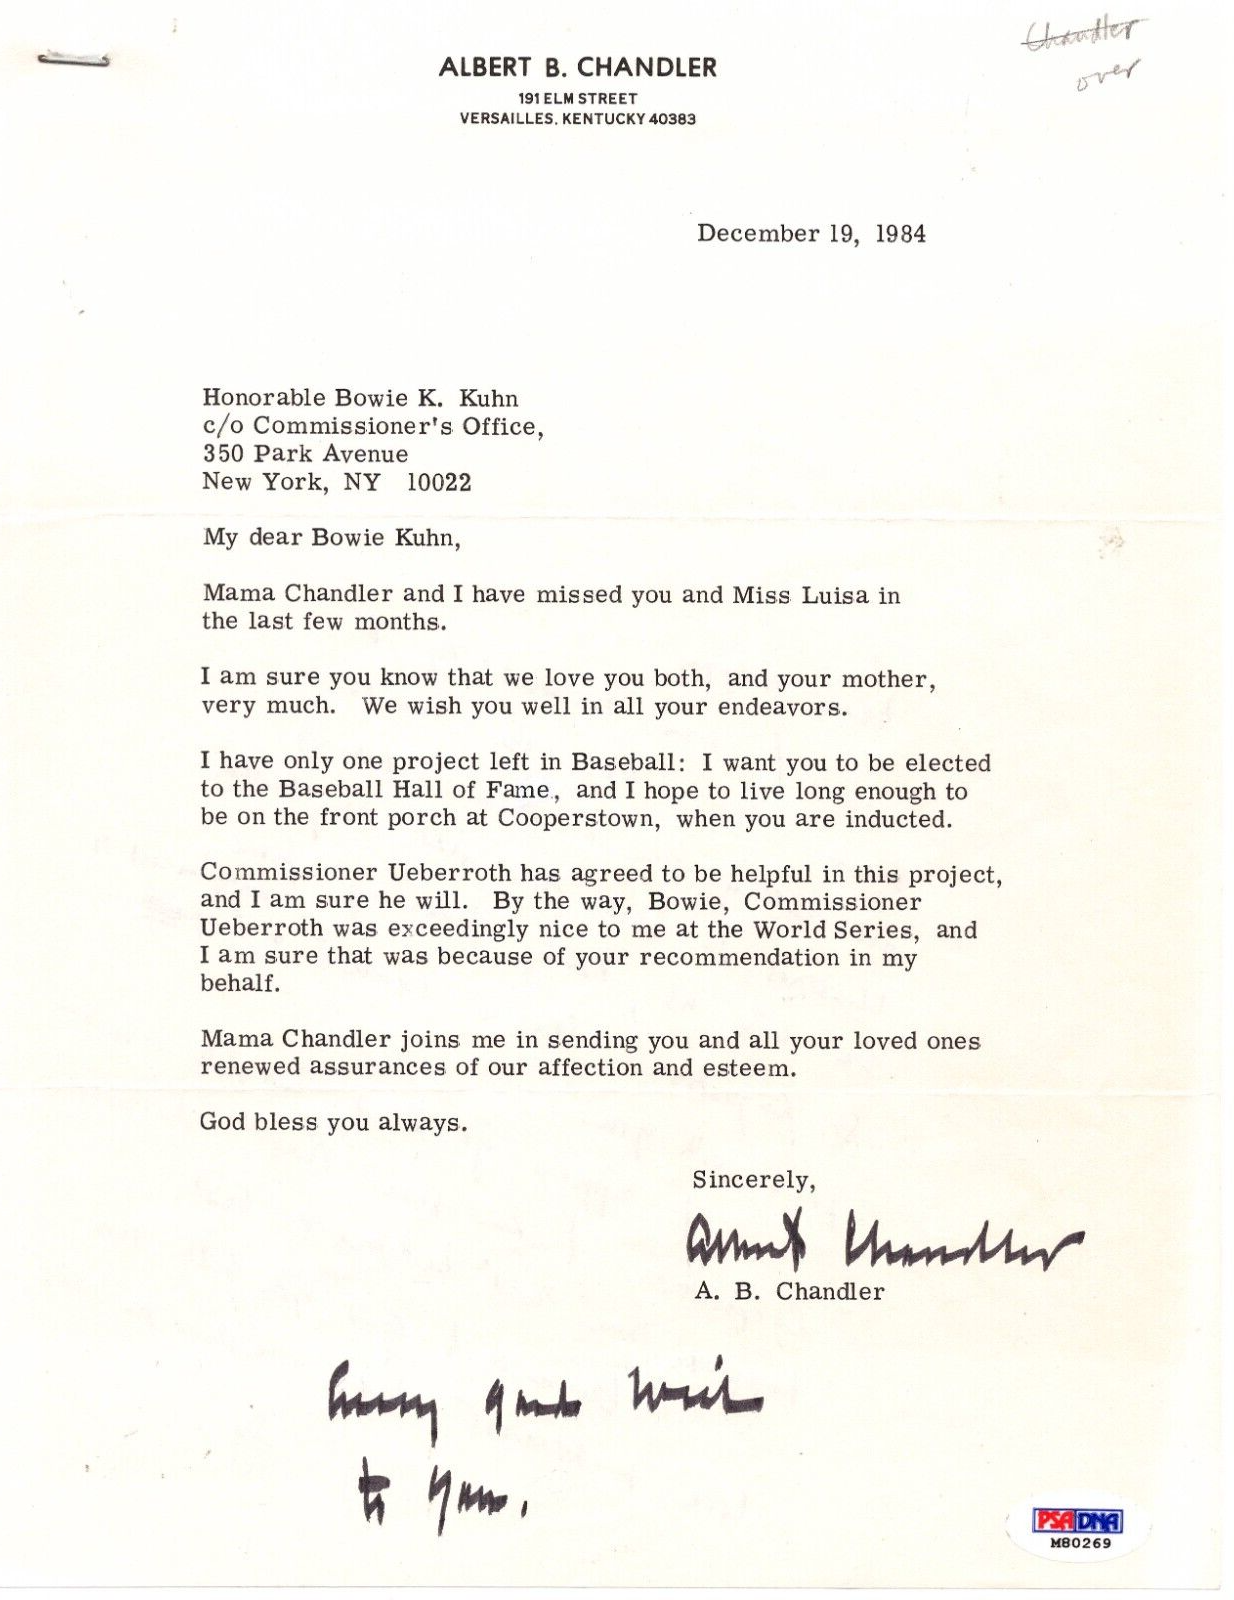 Chandler
over
ALBERT B. CHANDLER
191 ELM STREET
VERSAILLES, KENTUCKY 40383
December 19, 1984
Honorable Bowie K. Kuhn
c/o Commissioner's Office,
350 Park Avenue
New York, NY 10022
My dear Bowie Kuhn,
Mama Chandler and I have missed you and Miss Luisa in
the last few months.
I am sure you know that we love you both, and your mother,
very much. We wish you well in all your endeavors.
I have only one project left in Baseball: I want you to be elected
to the Baseball Hall of Fame, and I hope to live long enough to
be on the front porch at Cooperstown, when you are inducted.
Commissioner Ueberroth has agreed to be helpful in this project,
and I am sure he will. By the way, Bowie, Commissioner
Ueberroth was exceedingly nice to me at the World Series, and
I am sure that was because of your recommendation in my
behalf.
Mama Chandler joins me in sending you and all your loved ones
renewed assurances of our affection and esteem.
God bless you always.
Sincerely,
Albert Chandler
A. B. Chandler
Every good wish
to you.
PSA DNA
M80269